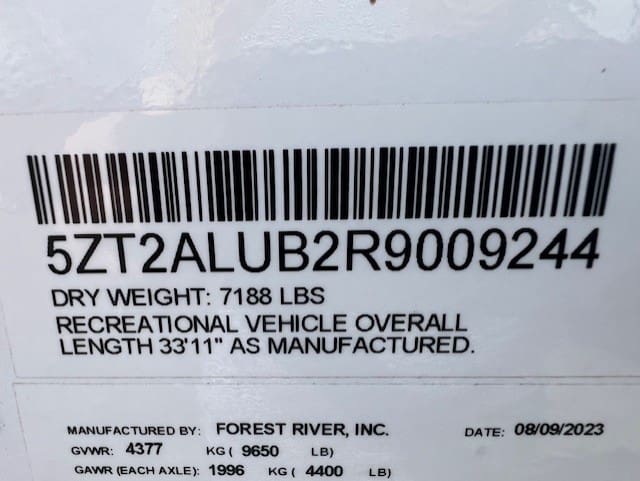 5ZT2ALUB2R9009244
DRY WEIGHT: 7188 LBS
RECREATIONAL VEHICLE OVERALL
LENGTH 33'11" AS MANUFACTURED.
MANUFACTURED BY: FOREST RIVER, INC. DATE: 08/09/2023
GVWR: 4377 KG ( 9650 LB)
GAWR (EACH AXLE): 1996 KG ( 4400 LB)